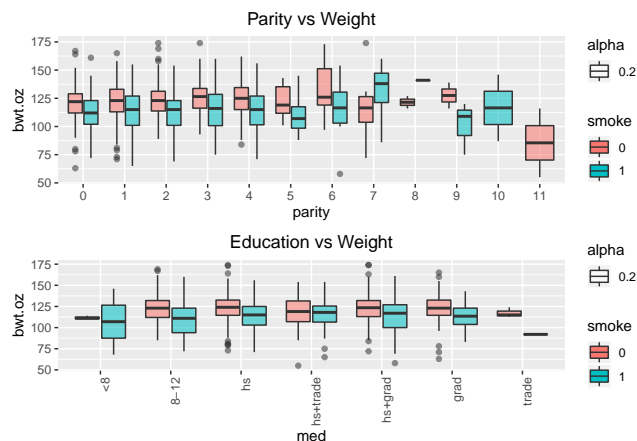 Parity vs Weight
175
150
125
100
75
50
bwt.oz
0 1 2 3 4 5 6 7 8 9 10 11
parity
alpha
0.2
smoke
0
1
Education vs Weight
175
150
125
100
75
50
bwt.oz
<8 8−12 hs hs+trade hs+grad grad trade
med
alpha
0.2
smoke
0
1